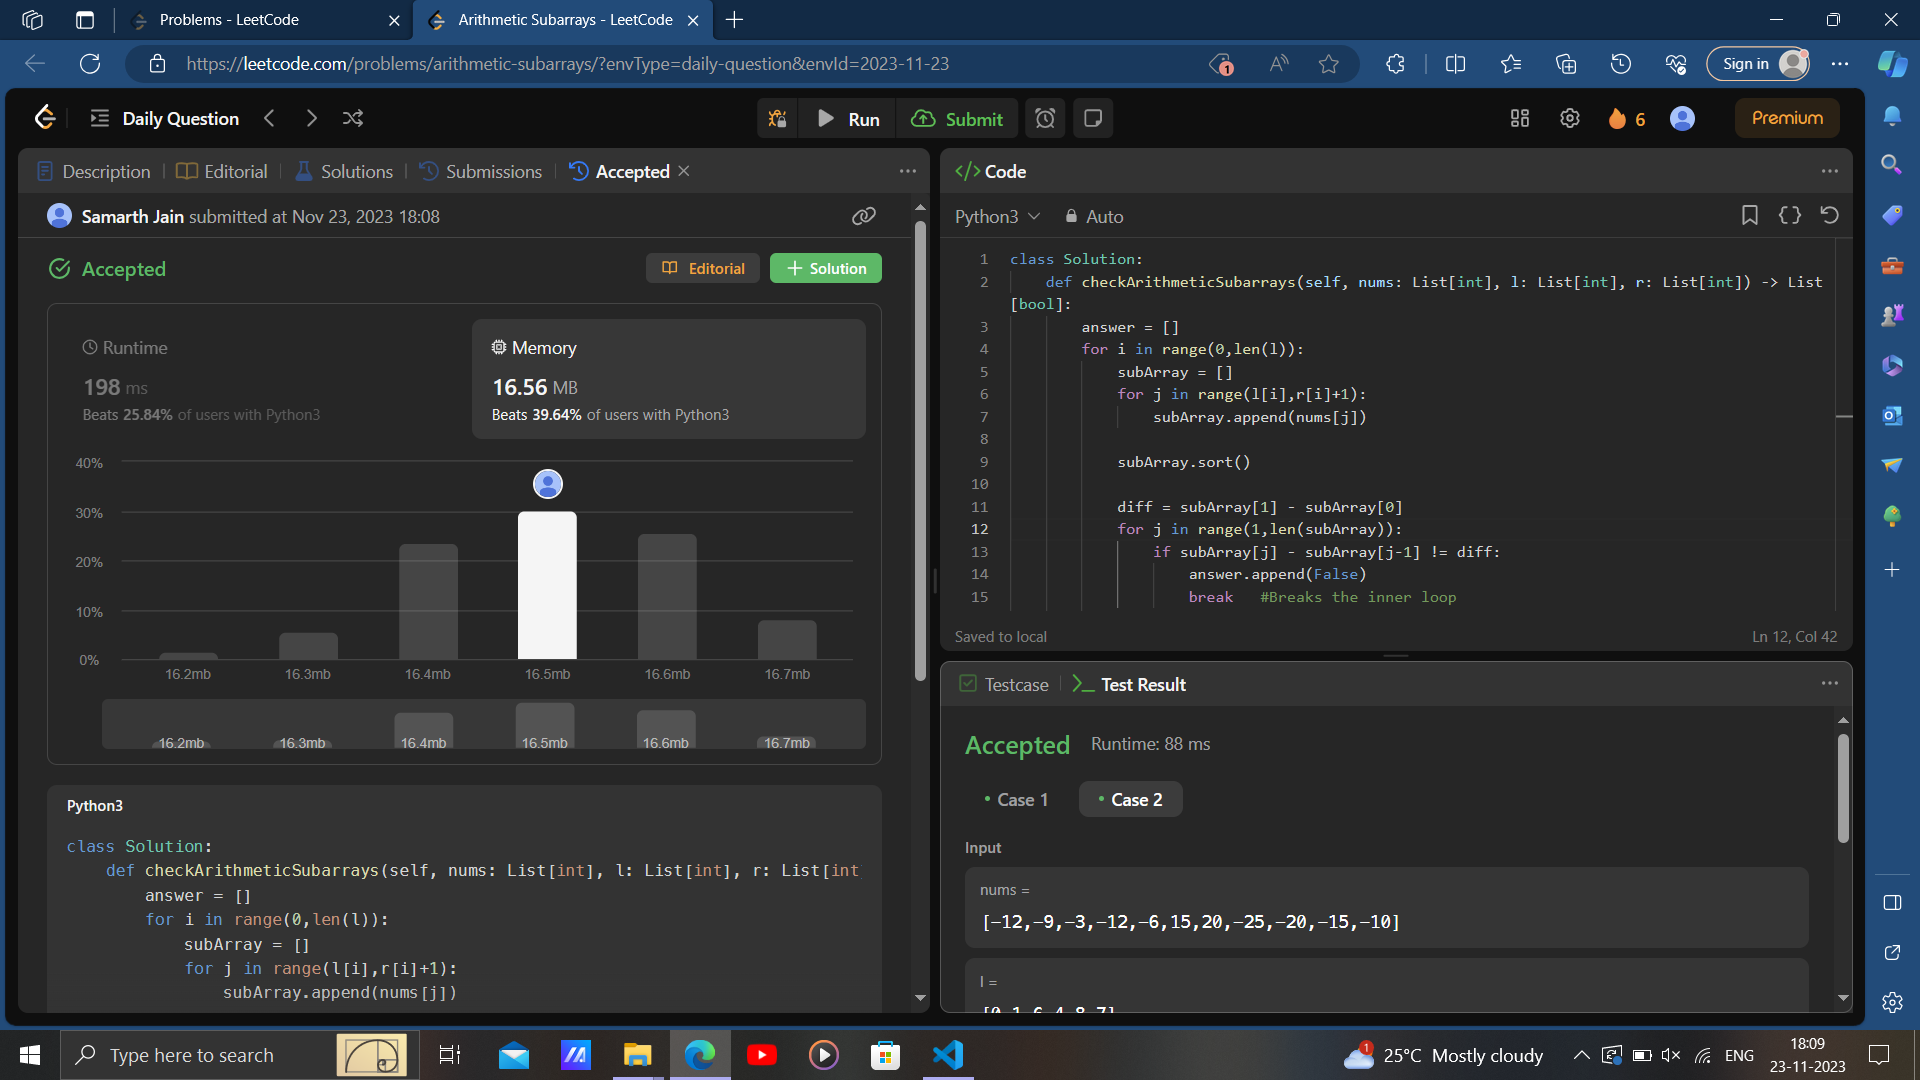 Problems - LeetCode
Arithmetic Subarrays - LeetCode
https://leetcode.com/problems/arithmetic-subarrays/?envType=daily-question&envId=2023-11-23
1
Sign in
Daily Question
Run
Submit
6
Premium
Description
Editorial
Solutions
Submissions
Accepted
Samarth Jain submitted at Nov 23, 2023 18:08
Accepted
Editorial
Solution
Runtime
198 ms
Beats 25.84% of users with Python3
Memory
16.56 MB
Beats 39.64% of users with Python3
40%
30%
20%
10%
0%
16.2mb 16.3mb 16.4mb 16.5mb 16.6mb 16.7mb
16.2mb 16.3mb 16.4mb 16.5mb 16.6mb 16.7mb
Python3
class Solution:
def checkArithmeticSubarrays(self, nums: List[int], l: List[int], r: List[int
answer = []
for i in range(0,len(l)):
subArray = []
for j in range(l[i],r[i]+1):
subArray.append(nums[j])
</> Code
Python3
Auto
1 class Solution:
2 def checkArithmeticSubarrays(self, nums: List[int], l: List[int], r: List[int]) -> List
[bool]:
3 answer = []
4 for i in range(0,len(l)):
5 subArray = []
6 for j in range(l[i],r[i]+1):
7 subArray.append(nums[j])
8
9 subArray.sort()
10
11 diff = subArray[1] - subArray[0]
12 for j in range(1,len(subArray)):
13 if subArray[j] - subArray[j-1] != diff:
14 answer.append(False)
15 break #Breaks the inner loop
Saved to local
Ln 12, Col 42
Testcase
Test Result
Accepted Runtime: 88 ms
• Case 1
• Case 2
Input
nums =
[-12,-9,-3,-12,-6,15,20,-25,-20,-15,-10]
l =
[0,1,6,4,8,7]
Type here to search
1
25°C Mostly cloudy
ENG
18:09
23-11-2023